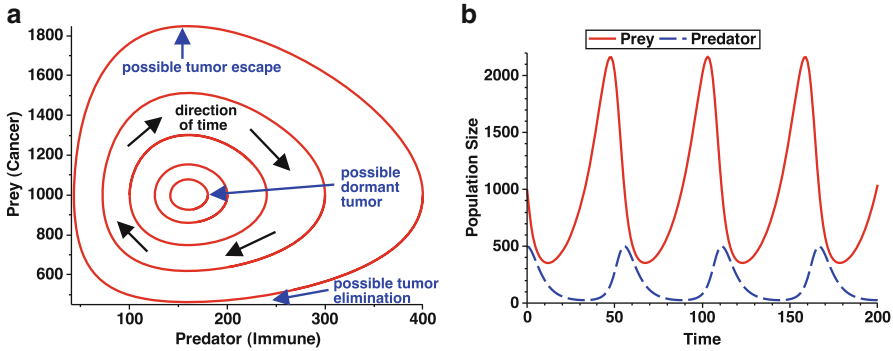 a
1800
1600
1400
1200
1000
800
600
Prey (Cancer)
possible tumor escape
direction
of time
possible
dormant
tumor
possible tumor
elimination
100
200
300
400
Predator (Immune)
b
Prey
Predator
2000
1500
1000
500
0
Population Size
0
50
100
150
200
Time